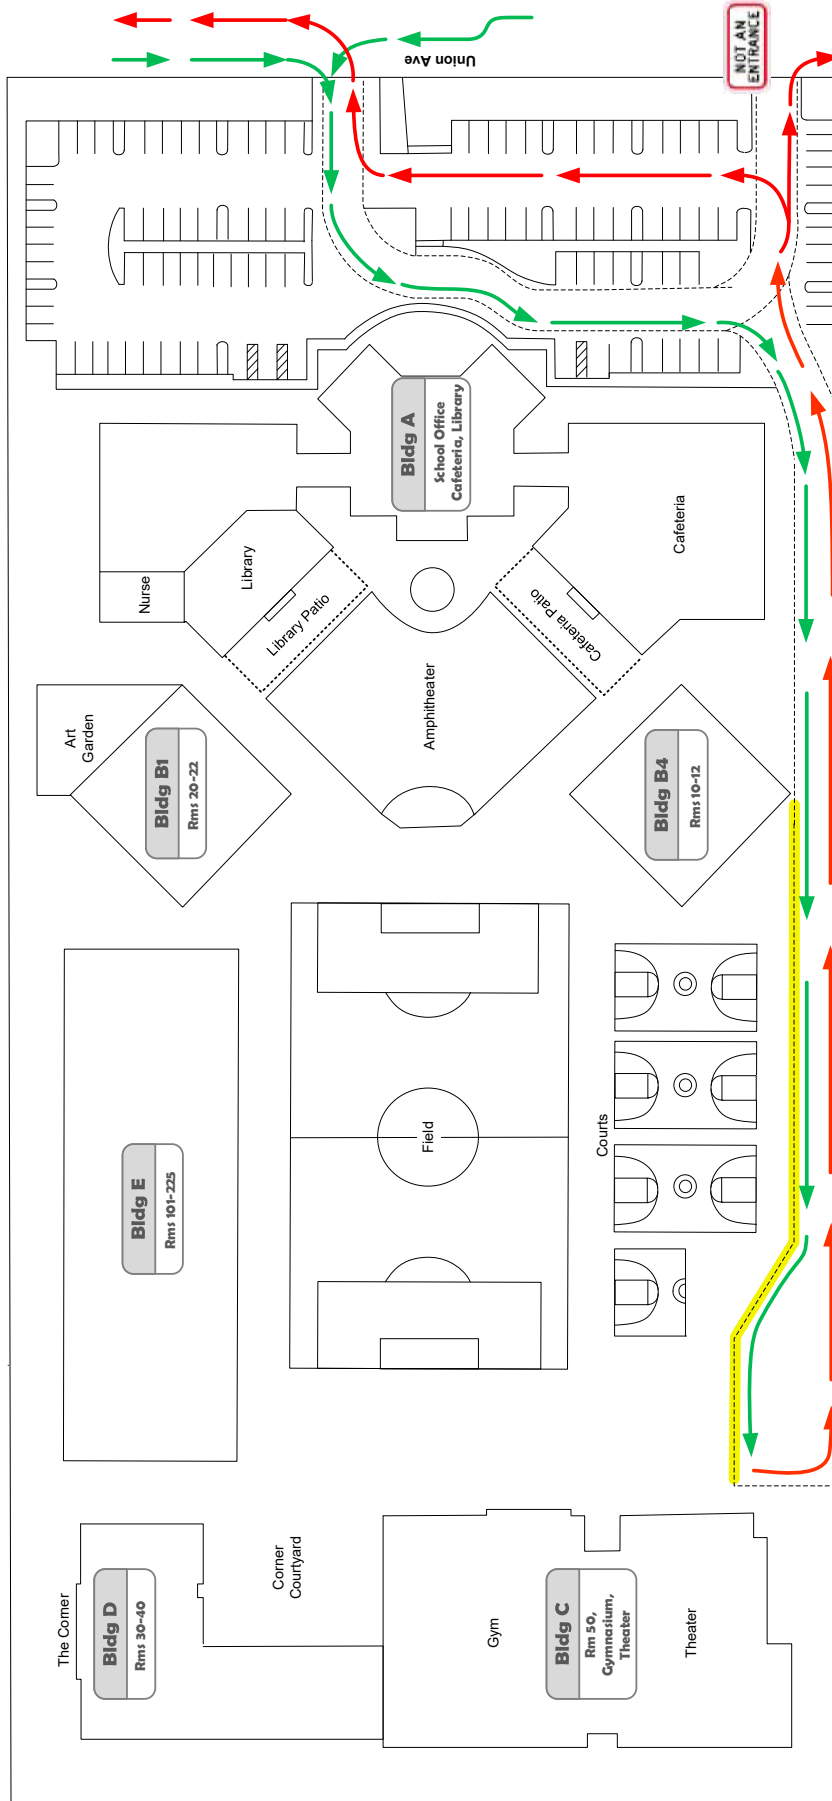 Union Ave
NOT AN
ENTRANCE
Bldg A
School Office
Cafeteria, Library
Nurse
Library
Library Patio
Cafeteria
Cafeteria Patio
Amphitheater
Art
Garden
Bldg B1
Rms 20-22
Bldg B4
Rms 10-12
Bldg E
Rms 101-225
Field
Courts
The Corner
Bldg D
Rms 30-40
Corner
Courtyard
Gym
Bldg C
Rm 50,
Gymnasium,
Theater
Theater